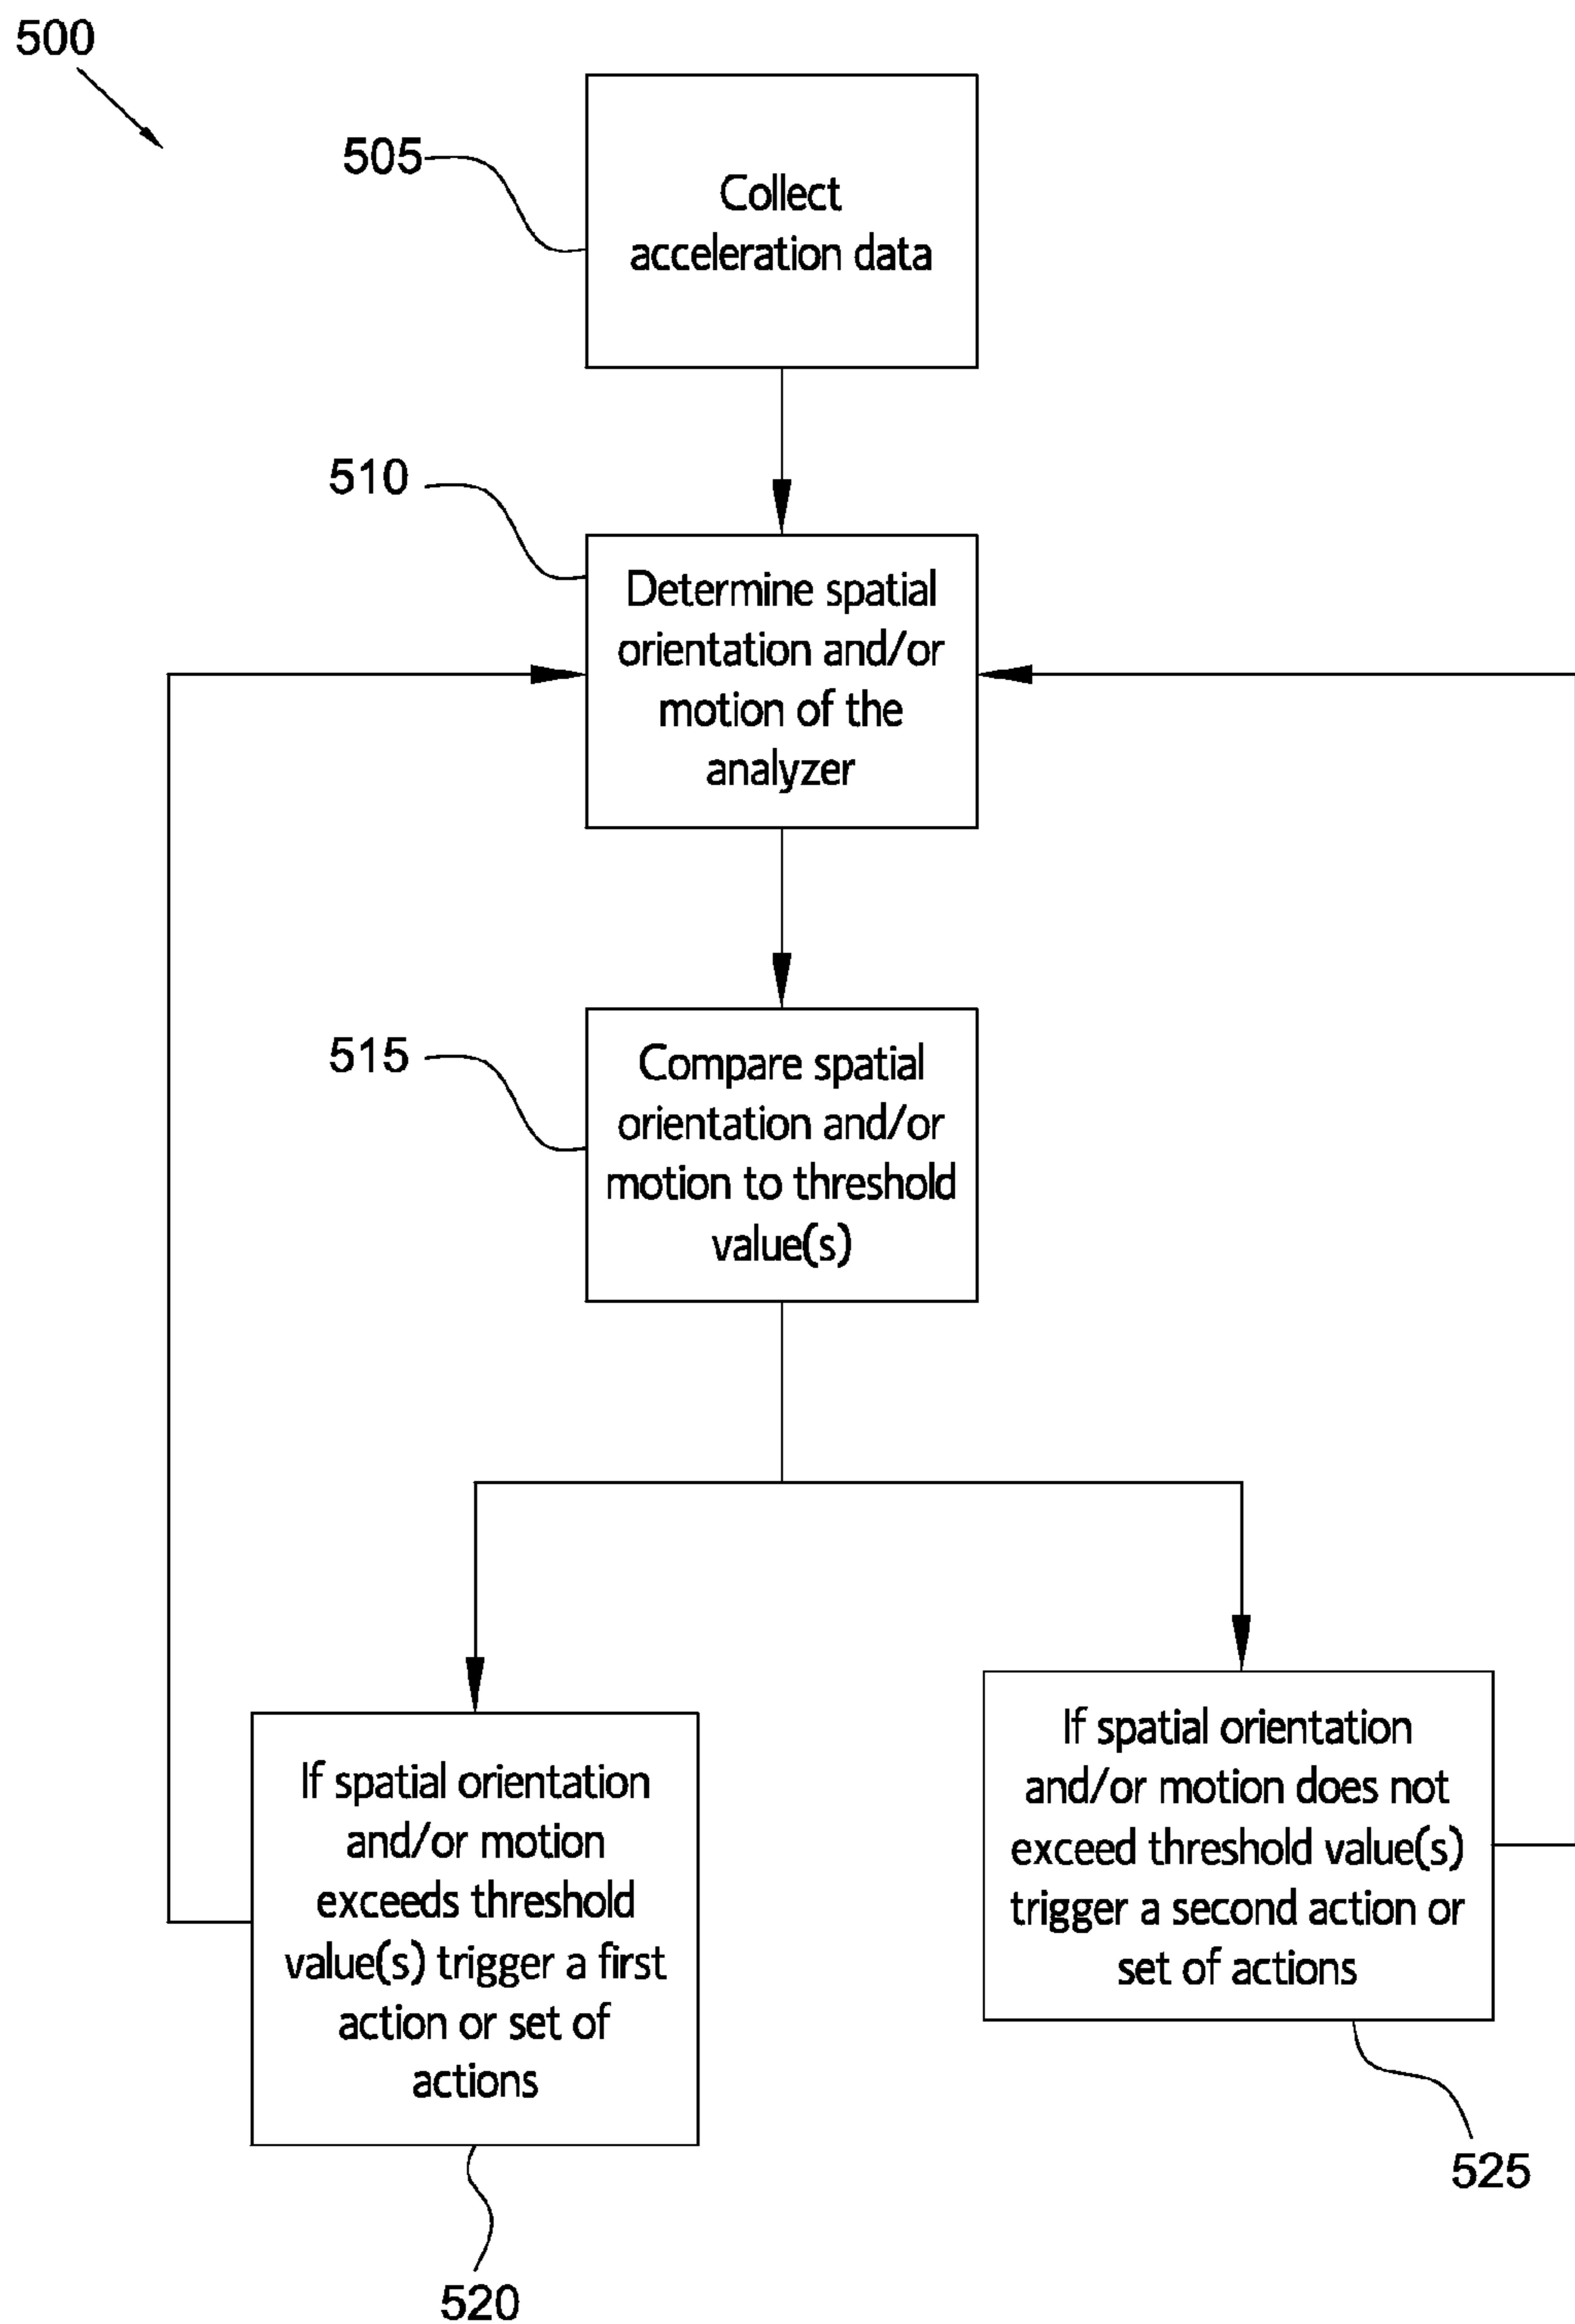 500
505
Collect
acceleration data
510
Determine spatial
orientation and/or
motion of the
analyzer
515
Compare spatial
orientation and/or
motion to threshold
value(s)
If spatial orientation
and/or motion
exceeds threshold
value(s) trigger a first
action or set of
actions
520
If spatial orientation
and/or motion does not
exceed threshold value(s)
trigger a second action or
set of actions
525